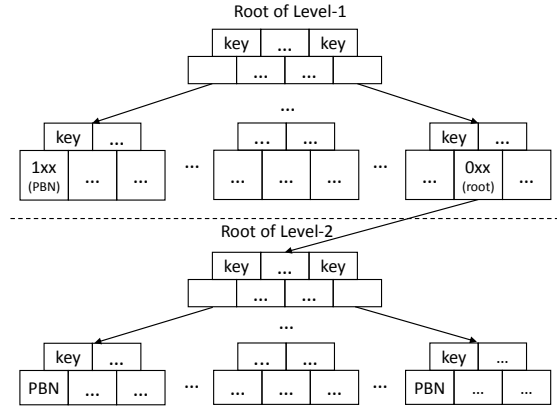 Root of Level-1
key ... key
... ...
...
key ... ... ... key ...
1xx (PBN) ... ... ... ... ... ... ... ... 0xx (root) ...
Root of Level-2
key ... key
... ...
...
key ... ... ... key ...
PBN ... ... ... ... ... ... ... PBN ... ...